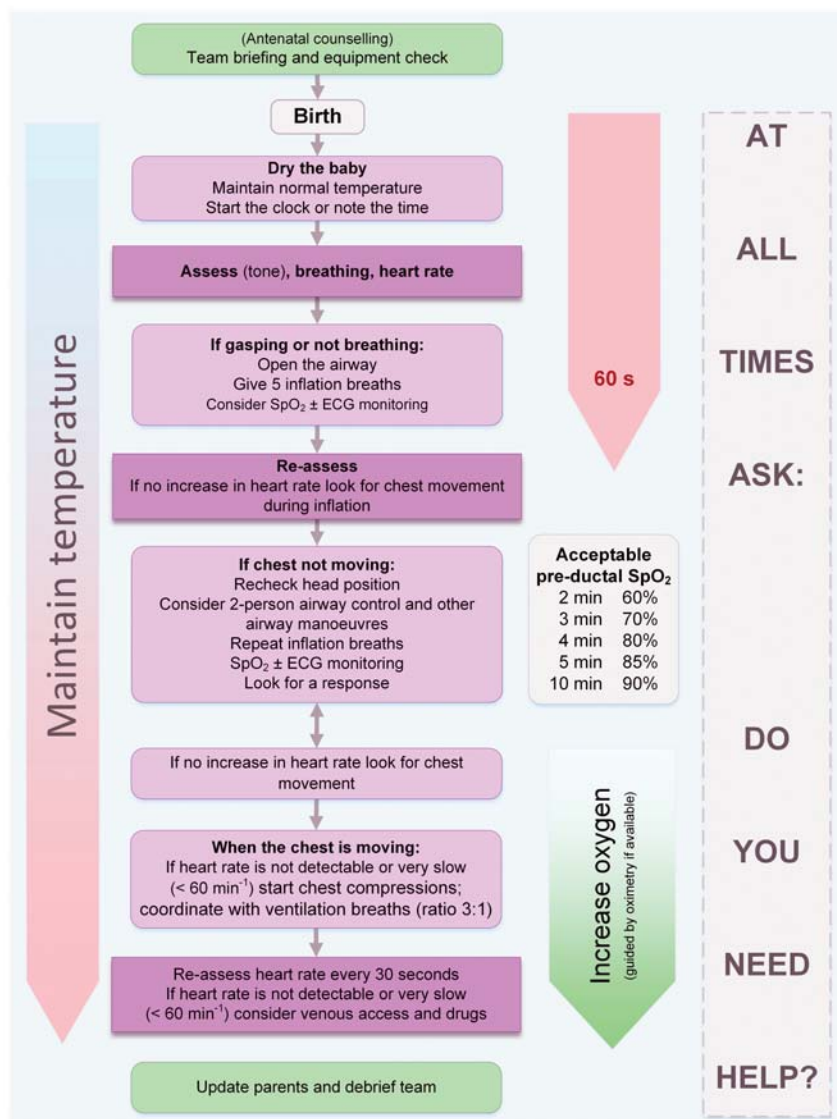 (Antenatal counselling)
Team briefing and equipment check
Birth
Dry the baby
Maintain normal temperature
Start the clock or note the time
Assess (tone), breathing, heart rate
If gasping or not breathing:
Open the airway
Give 5 inflation breaths
Consider SpO₂ ± ECG monitoring
Re-assess
If no increase in heart rate look for chest movement
during inflation
If chest not moving:
Recheck head position
Consider 2-person airway control and other
airway manoeuvres
Repeat inflation breaths
SpO₂ ± ECG monitoring
Look for a response
If no increase in heart rate look for chest
movement
When the chest is moving:
If heart rate is not detectable or very slow
(< 60 min⁻¹) start chest compressions;
coordinate with ventilation breaths (ratio 3:1)
Re-assess heart rate every 30 seconds
If heart rate is not detectable or very slow
(< 60 min⁻¹) consider venous access and drugs
Update parents and debrief team
Maintain temperature
60 s
Acceptable
pre-ductal SpO₂
2 min 60%
3 min 70%
4 min 80%
5 min 85%
10 min 90%
Increase oxygen
(guided by oximetry if available)
AT
ALL
TIMES
ASK:
DO
YOU
NEED
HELP?